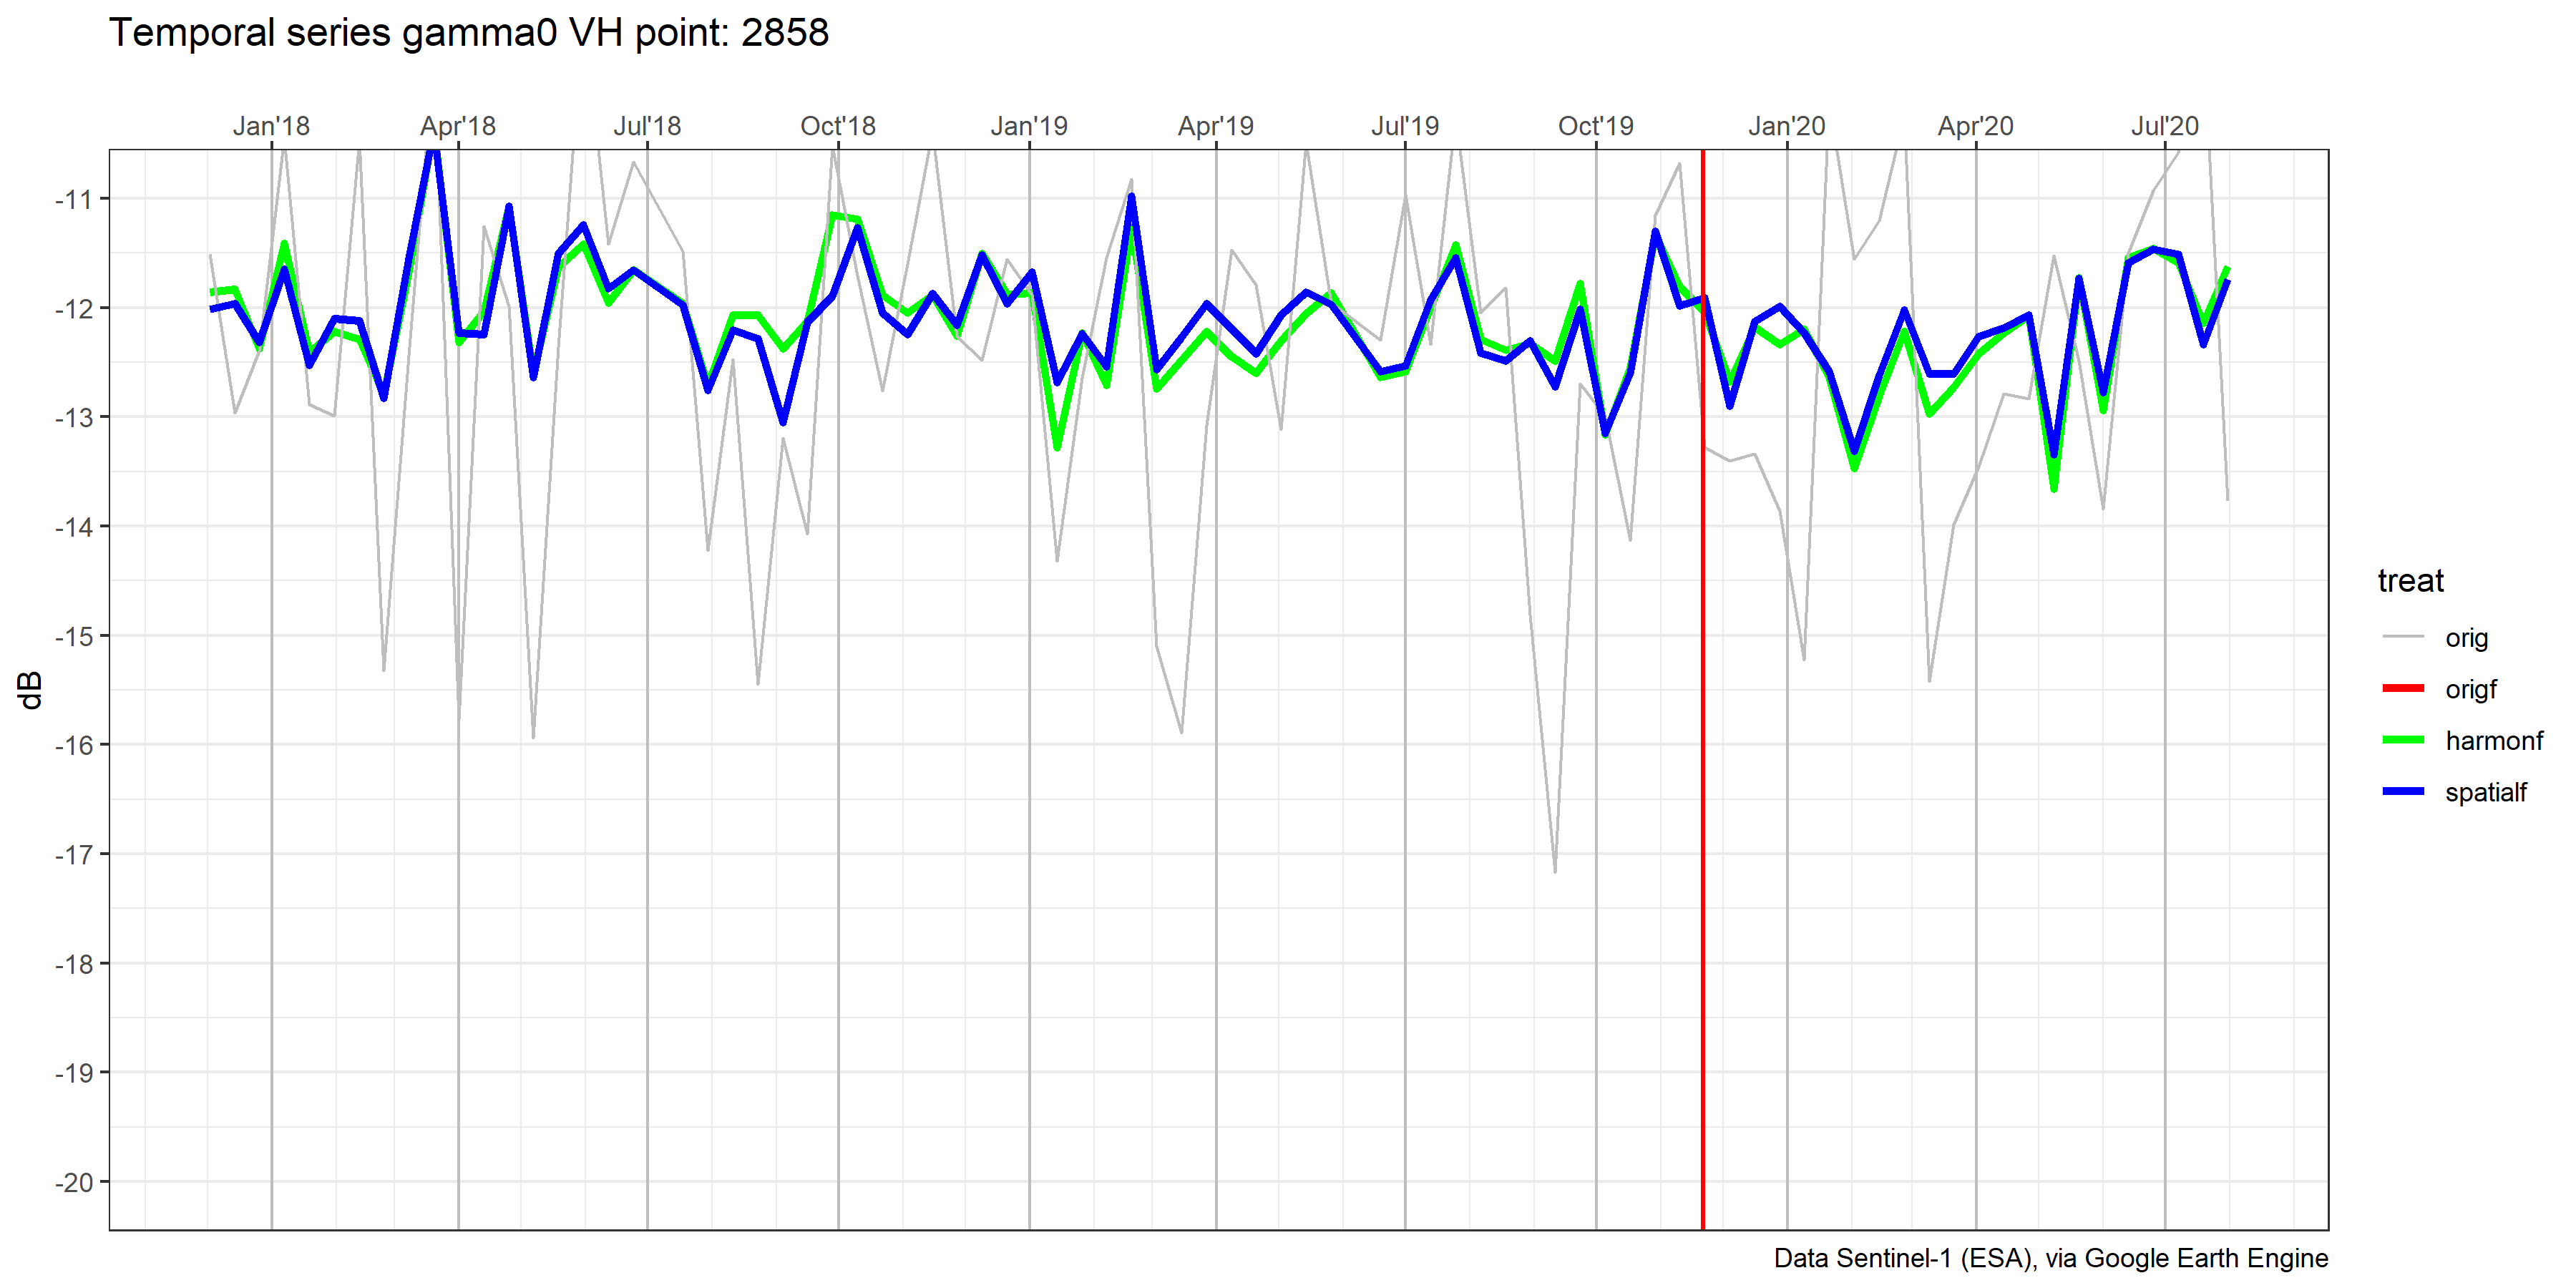 Temporal series gamma0 VH point: 2858
Jan'18 Apr'18 Jul'18 Oct'18 Jan'19 Apr'19 Jul'19 Oct'19 Jan'20 Apr'20 Jul'20
-11
-12
-13
-14
-15
-16
-17
-18
-19
-20
dB
treat
orig
origf
harmonf
spatialf
Data Sentinel-1 (ESA), via Google Earth Engine